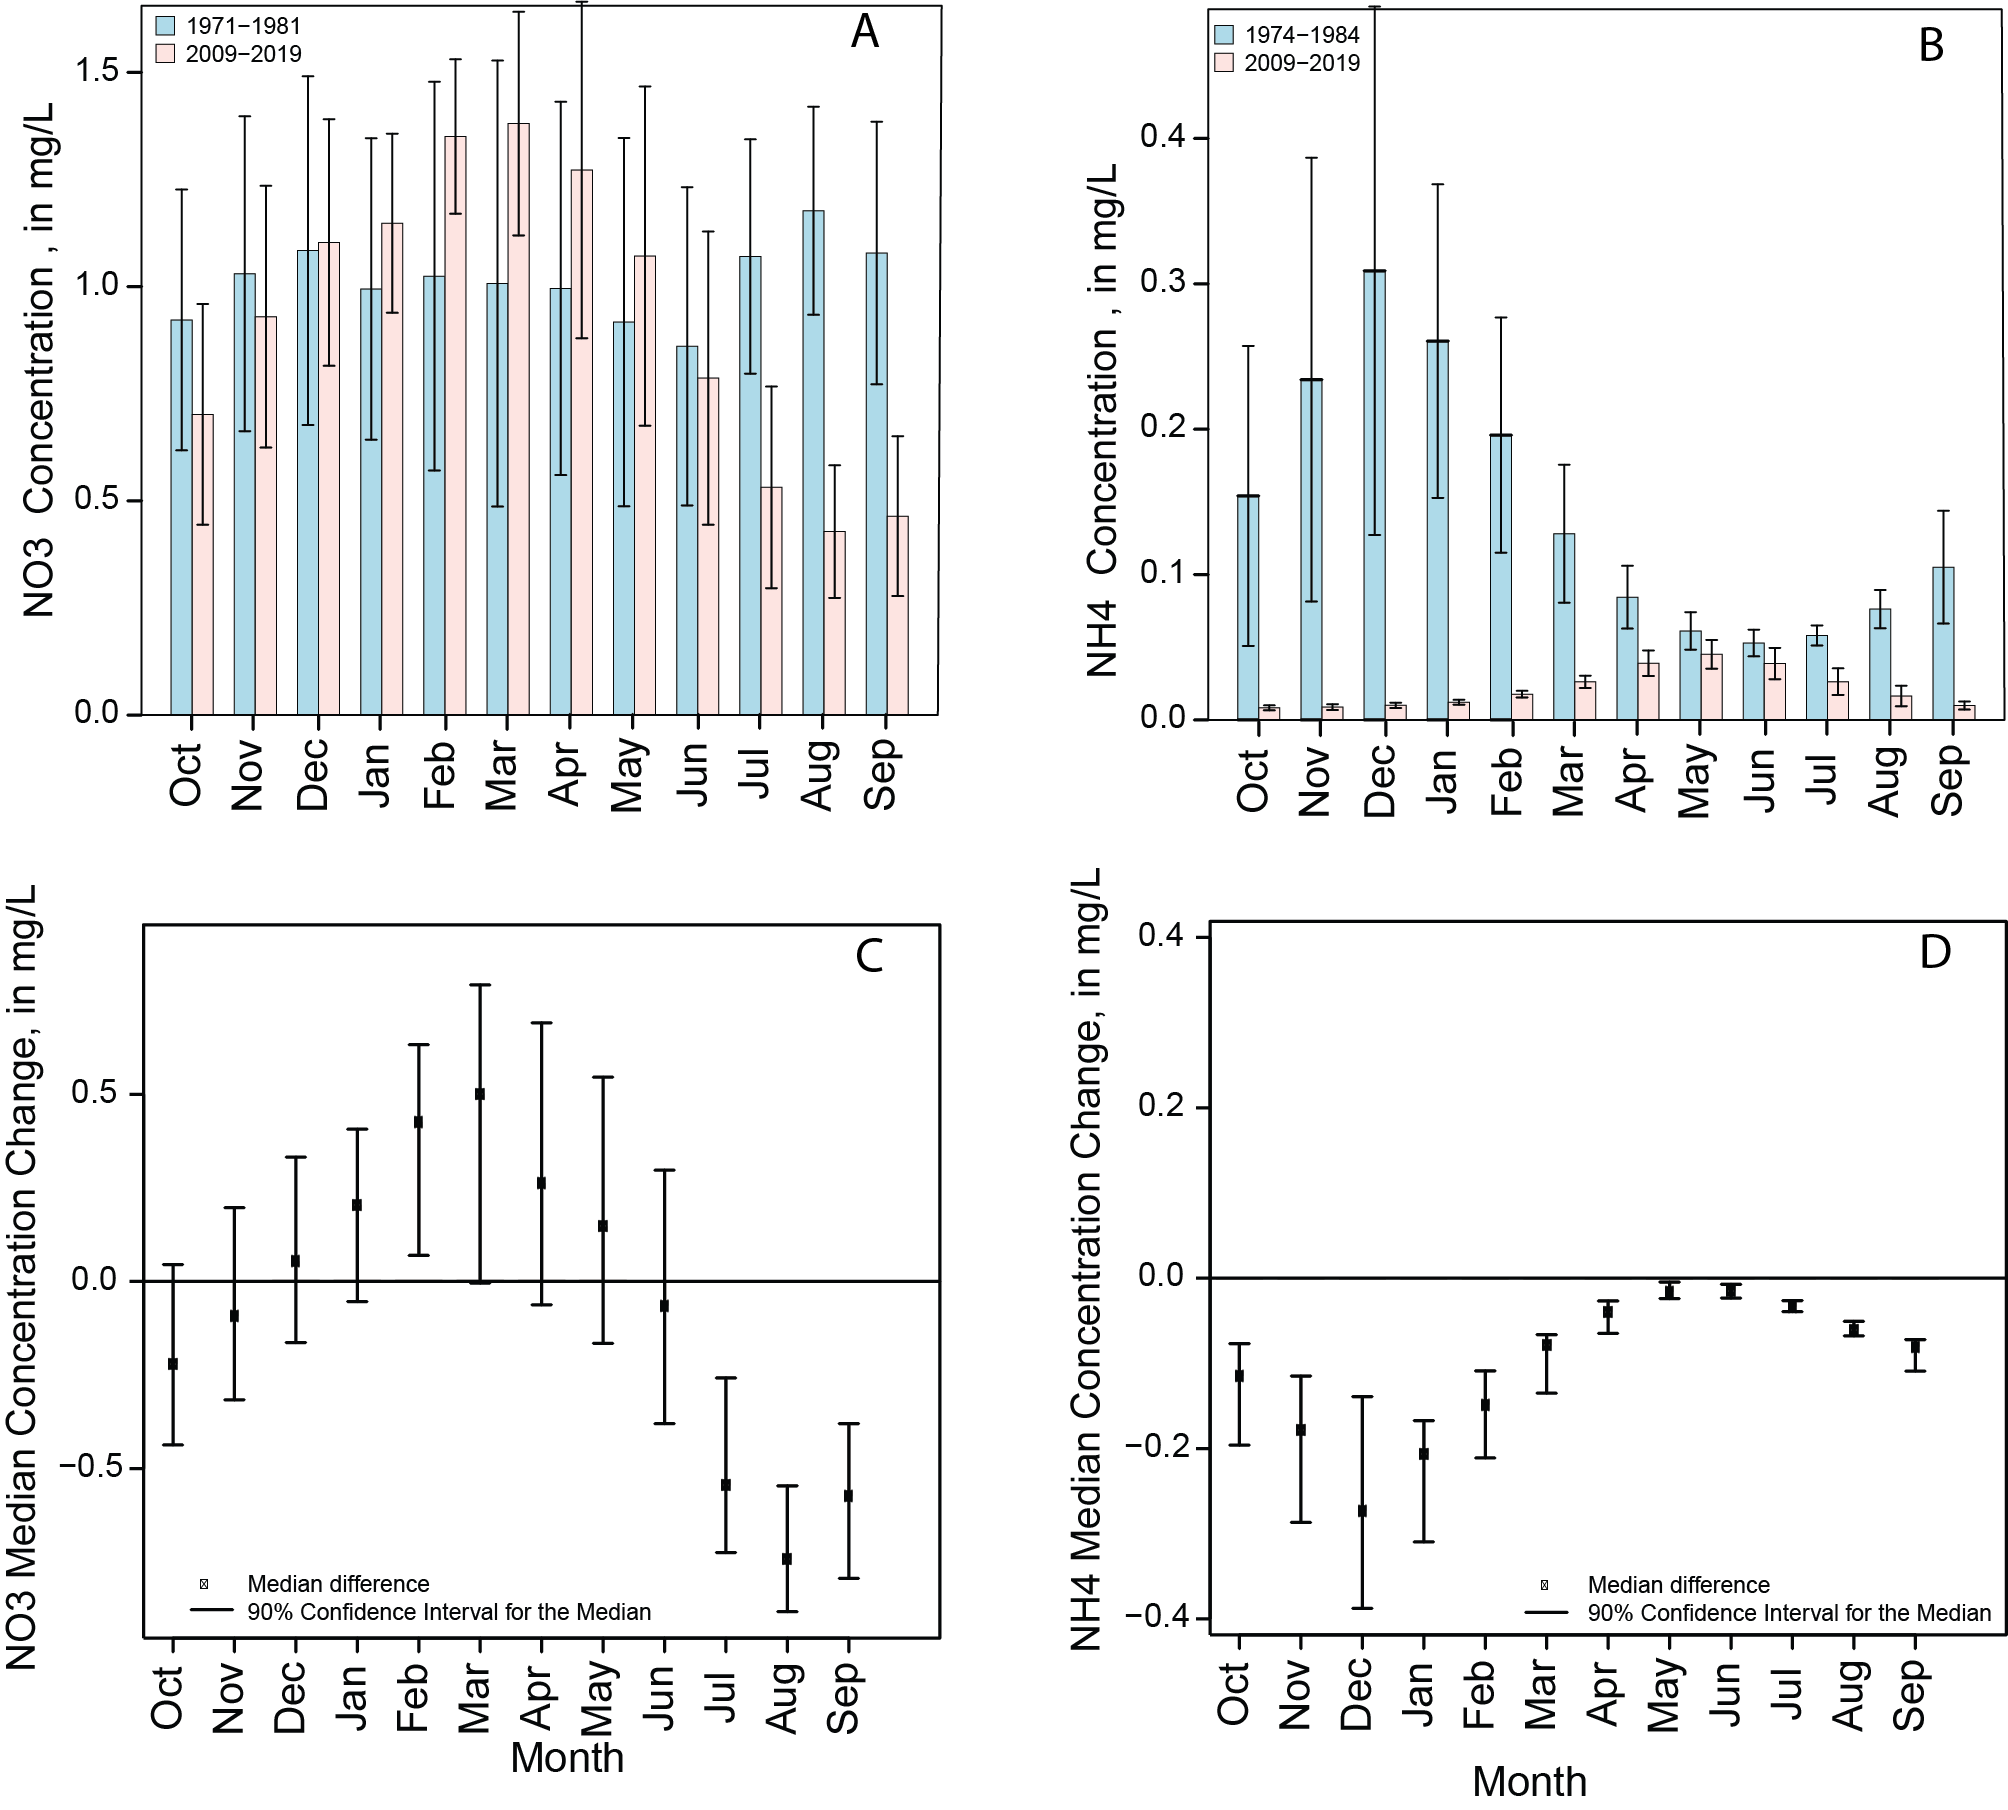 A
1971−1981
2009−2019
NO3 Concentration , in mg/L
1.5
1.0
0.5
0.0
Oct Nov Dec Jan Feb Mar Apr May Jun Jul Aug Sep
B
1974−1984
2009−2019
NH4 Concentration , in mg/L
0.4
0.3
0.2
0.1
0.0
Oct Nov Dec Jan Feb Mar Apr May Jun Jul Aug Sep
C
NO3 Median Concentration Change, in mg/L
0.5
0.0
−0.5
Median difference
90% Confidence Interval for the Median
Oct Nov Dec Jan Feb Mar Apr May Jun Jul Aug Sep
Month
D
NH4 Median Concentration Change, in mg/L
0.4
0.2
0.0
−0.2
−0.4
Median difference
90% Confidence Interval for the Median
Oct Nov Dec Jan Feb Mar Apr May Jun Jul Aug Sep
Month